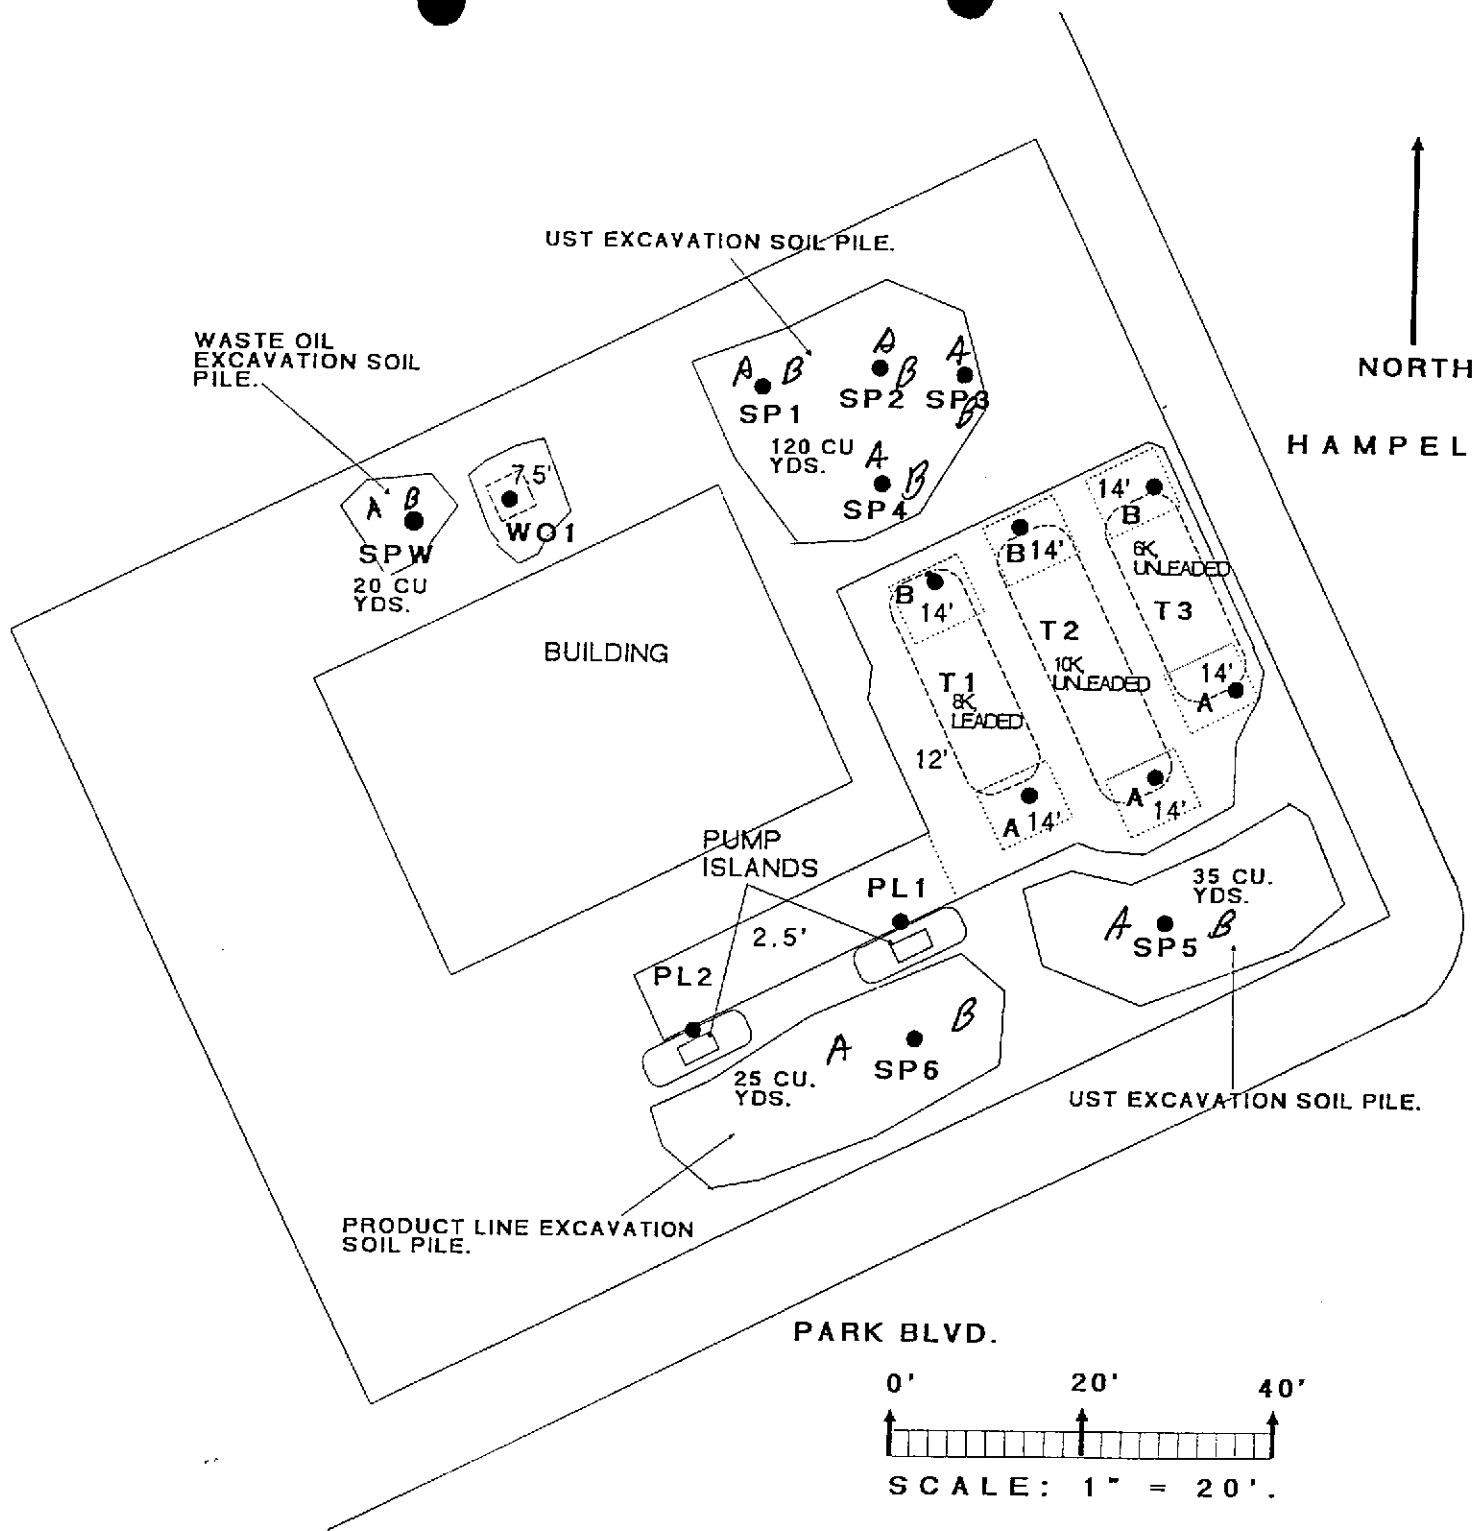 UST EXCAVATION SOIL PILE.
WASTE OIL
EXCAVATION SOIL
PILE.
NORTH
HAMPEL
A B
SP1
A
B
SP2
A
SP3
B
120 CU
YDS.
A
B
SP4
7.5'
WO1
A B
SPW
20 CU
YDS.
BUILDING
14'
B
6K,
UNLEADED
T3
14'
A
B 14'
T2
10K,
UNLEADED
A
14'
B
14'
T1
8K,
LEADED
12'
A 14'
PUMP
ISLANDS
PL1
2.5'
PL2
35 CU.
YDS.
A B
SP5
A B
SP6
25 CU.
YDS.
UST EXCAVATION SOIL PILE.
PRODUCT LINE EXCAVATION
SOIL PILE.
PARK BLVD.
0' 20' 40'
SCALE: 1" = 20'.